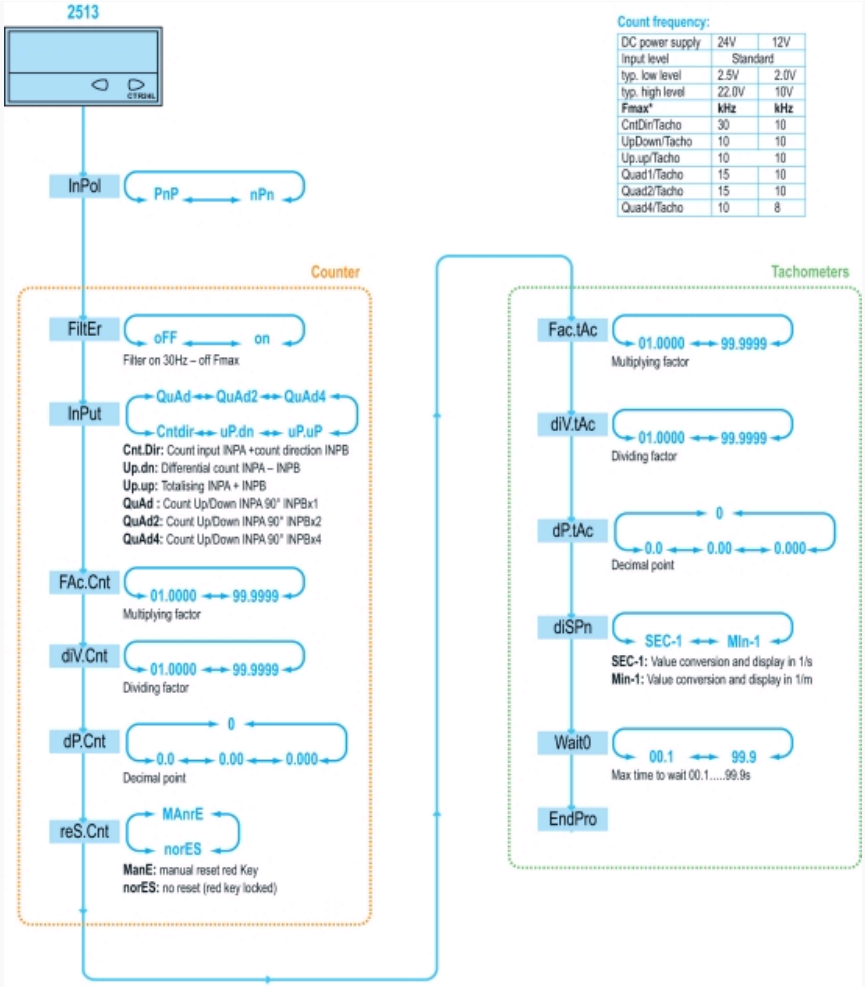 2513
CTR24L
Count frequency:
DC power supply 24V 12V
Input level Standard
typ. low level 2.5V 2.0V
typ. high level 22.0V 10V
Fmax* kHz kHz
CntDir/Tacho 30 10
UpDown/Tacho 10 10
Up.up/Tacho 10 10
Quad1/Tacho 15 10
Quad2/Tacho 15 10
Quad4/Tacho 10 8
InPol
PnP nPn
Counter
FiltEr
oFF on
Filter on 30Hz – off Fmax
InPut
QuAd QuAd2 QuAd4
Cntdir uP.dn uP.uP
Cnt.Dir: Count input INPA +count direction INPB
Up.dn: Differential count INPA – INPB
Up.up: Totalising INPA + INPB
QuAd : Count Up/Down INPA 90° INPBx1
QuAd2: Count Up/Down INPA 90° INPBx2
QuAd4: Count Up/Down INPA 90° INPBx4
FAc.Cnt
01.0000 99.9999
Multiplying factor
diV.Cnt
01.0000 99.9999
Dividing factor
dP.Cnt
0
0.0 0.00 0.000
Decimal point
reS.Cnt
MAnrE
norES
ManE: manual reset red Key
norES: no reset (red key locked)
Tachometers
Fac.tAc
01.0000 99.9999
Multiplying factor
diV.tAc
01.0000 99.9999
Dividing factor
dP.tAc
0
0.0 0.00 0.000
Decimal point
diSPn
SEC-1 MIn-1
SEC-1: Value conversion and display in 1/s
Min-1: Value conversion and display in 1/m
Wait0
00.1 99.9
Max time to wait 00.1.....99.9s
EndPro